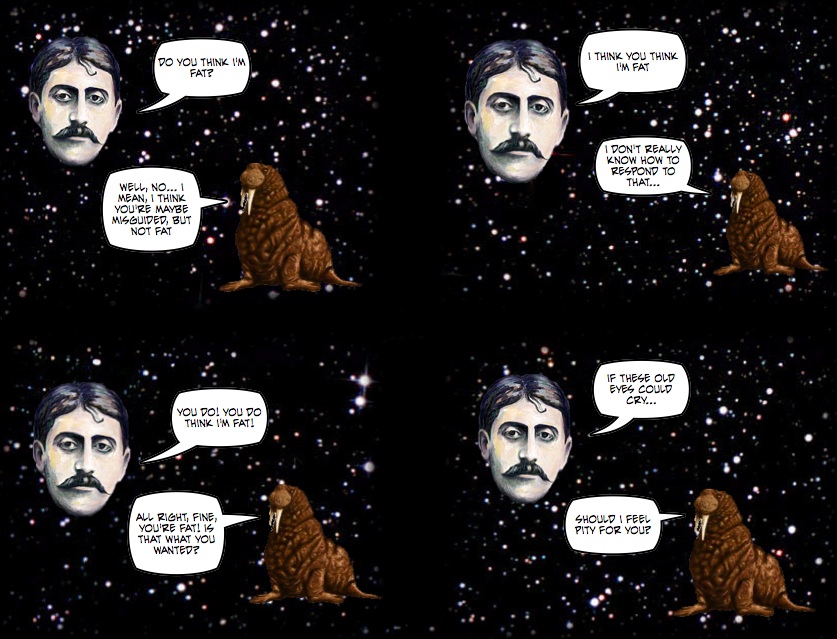 DO YOU THINK I'M
FAT?
WELL, NO... I
MEAN, I THINK
YOU'RE MAYBE
MISGUIDED, BUT
NOT FAT
I THINK YOU THINK
I'M FAT
I DON'T REALLY
KNOW HOW TO
RESPOND TO
THAT...
YOU DO! YOU DO
THINK I'M FAT!
ALL RIGHT, FINE,
YOU'RE FAT! IS
THAT WHAT YOU
WANTED?
IF THESE OLD
EYES COULD
CRY...
SHOULD I FEEL
PITY FOR YOU?